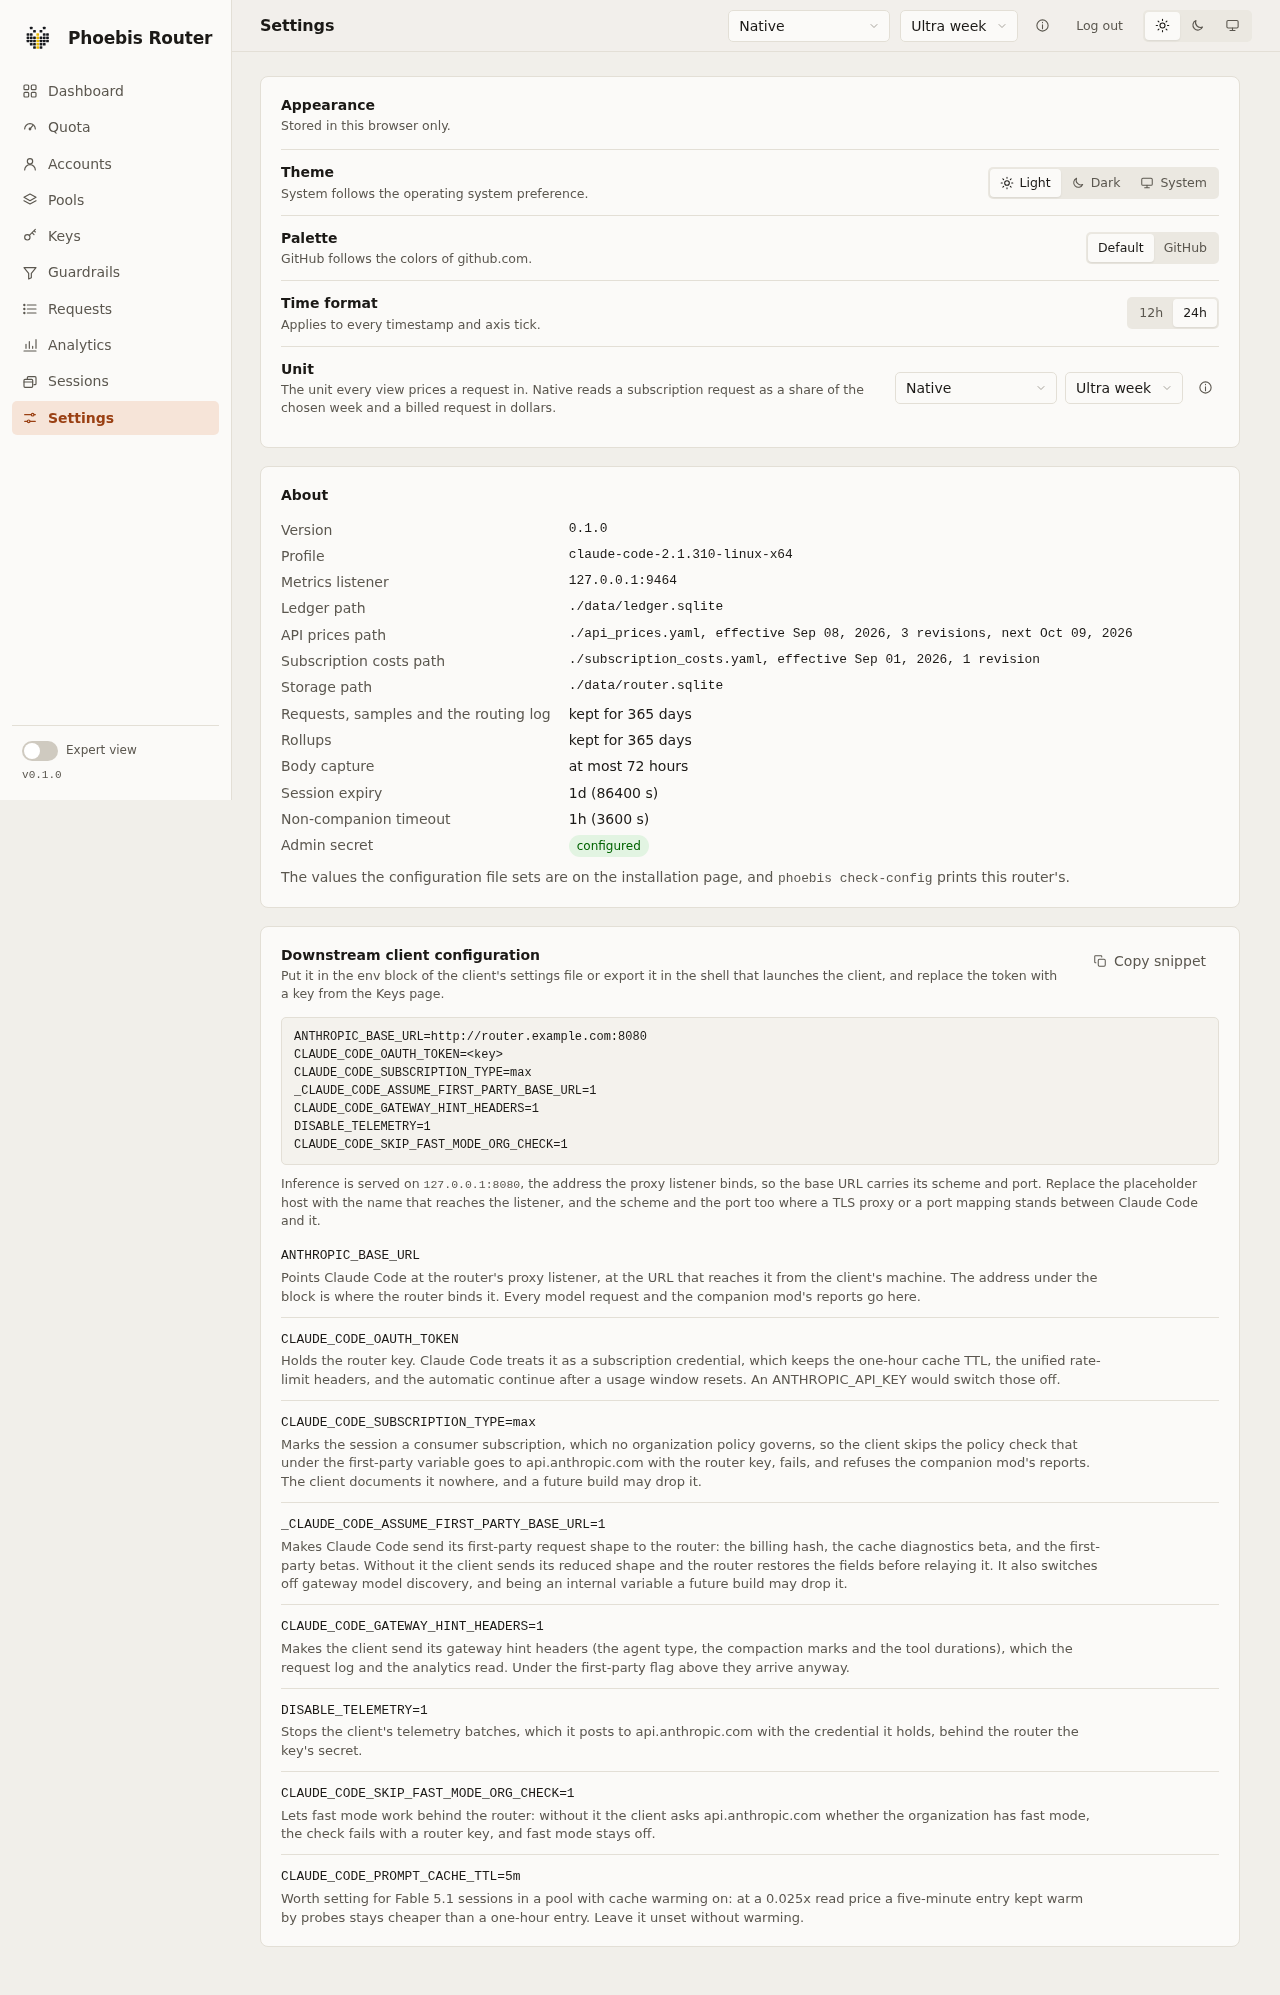 Phoebis Router
Settings
Native
Ultra week
Log out
Dashboard
Quota
Accounts
Pools
Keys
Guardrails
Requests
Analytics
Sessions
Settings
Expert view
v0.1.0
Appearance
Stored in this browser only.
Theme
System follows the operating system preference.
Light
Dark
System
Palette
GitHub follows the colors of github.com.
Default
GitHub
Time format
Applies to every timestamp and axis tick.
12h
24h
Unit
The unit every view prices a request in. Native reads a subscription request as a share of the
chosen week and a billed request in dollars.
Native
Ultra week
About
Version 0.1.0
Profile claude-code-2.1.310-linux-x64
Metrics listener 127.0.0.1:9464
Ledger path ./data/ledger.sqlite
API prices path ./api_prices.yaml, effective Sep 08, 2026, 3 revisions, next Oct 09, 2026
Subscription costs path ./subscription_costs.yaml, effective Sep 01, 2026, 1 revision
Storage path ./data/router.sqlite
Requests, samples and the routing log kept for 365 days
Rollups kept for 365 days
Body capture at most 72 hours
Session expiry 1d (86400 s)
Non-companion timeout 1h (3600 s)
Admin secret configured
The values the configuration file sets are on the installation page, and phoebis check-config prints this router's.
Downstream client configuration
Put it in the env block of the client's settings file or export it in the shell that launches the client, and replace the token with
a key from the Keys page.
Copy snippet
ANTHROPIC_BASE_URL=http://router.example.com:8080
CLAUDE_CODE_OAUTH_TOKEN=<key>
CLAUDE_CODE_SUBSCRIPTION_TYPE=max
_CLAUDE_CODE_ASSUME_FIRST_PARTY_BASE_URL=1
CLAUDE_CODE_GATEWAY_HINT_HEADERS=1
DISABLE_TELEMETRY=1
CLAUDE_CODE_SKIP_FAST_MODE_ORG_CHECK=1
Inference is served on 127.0.0.1:8080, the address the proxy listener binds, so the base URL carries its scheme and port. Replace the placeholder
host with the name that reaches the listener, and the scheme and the port too where a TLS proxy or a port mapping stands between Claude Code
and it.
ANTHROPIC_BASE_URL
Points Claude Code at the router's proxy listener, at the URL that reaches it from the client's machine. The address under the
block is where the router binds it. Every model request and the companion mod's reports go here.
CLAUDE_CODE_OAUTH_TOKEN
Holds the router key. Claude Code treats it as a subscription credential, which keeps the one-hour cache TTL, the unified rate-
limit headers, and the automatic continue after a usage window resets. An ANTHROPIC_API_KEY would switch those off.
CLAUDE_CODE_SUBSCRIPTION_TYPE=max
Marks the session a consumer subscription, which no organization policy governs, so the client skips the policy check that
under the first-party variable goes to api.anthropic.com with the router key, fails, and refuses the companion mod's reports.
The client documents it nowhere, and a future build may drop it.
_CLAUDE_CODE_ASSUME_FIRST_PARTY_BASE_URL=1
Makes Claude Code send its first-party request shape to the router: the billing hash, the cache diagnostics beta, and the first-
party betas. Without it the client sends its reduced shape and the router restores the fields before relaying it. It also switches
off gateway model discovery, and being an internal variable a future build may drop it.
CLAUDE_CODE_GATEWAY_HINT_HEADERS=1
Makes the client send its gateway hint headers (the agent type, the compaction marks and the tool durations), which the
request log and the analytics read. Under the first-party flag above they arrive anyway.
DISABLE_TELEMETRY=1
Stops the client's telemetry batches, which it posts to api.anthropic.com with the credential it holds, behind the router the
key's secret.
CLAUDE_CODE_SKIP_FAST_MODE_ORG_CHECK=1
Lets fast mode work behind the router: without it the client asks api.anthropic.com whether the organization has fast mode,
the check fails with a router key, and fast mode stays off.
CLAUDE_CODE_PROMPT_CACHE_TTL=5m
Worth setting for Fable 5.1 sessions in a pool with cache warming on: at a 0.025x read price a five-minute entry kept warm
by probes stays cheaper than a one-hour entry. Leave it unset without warming.